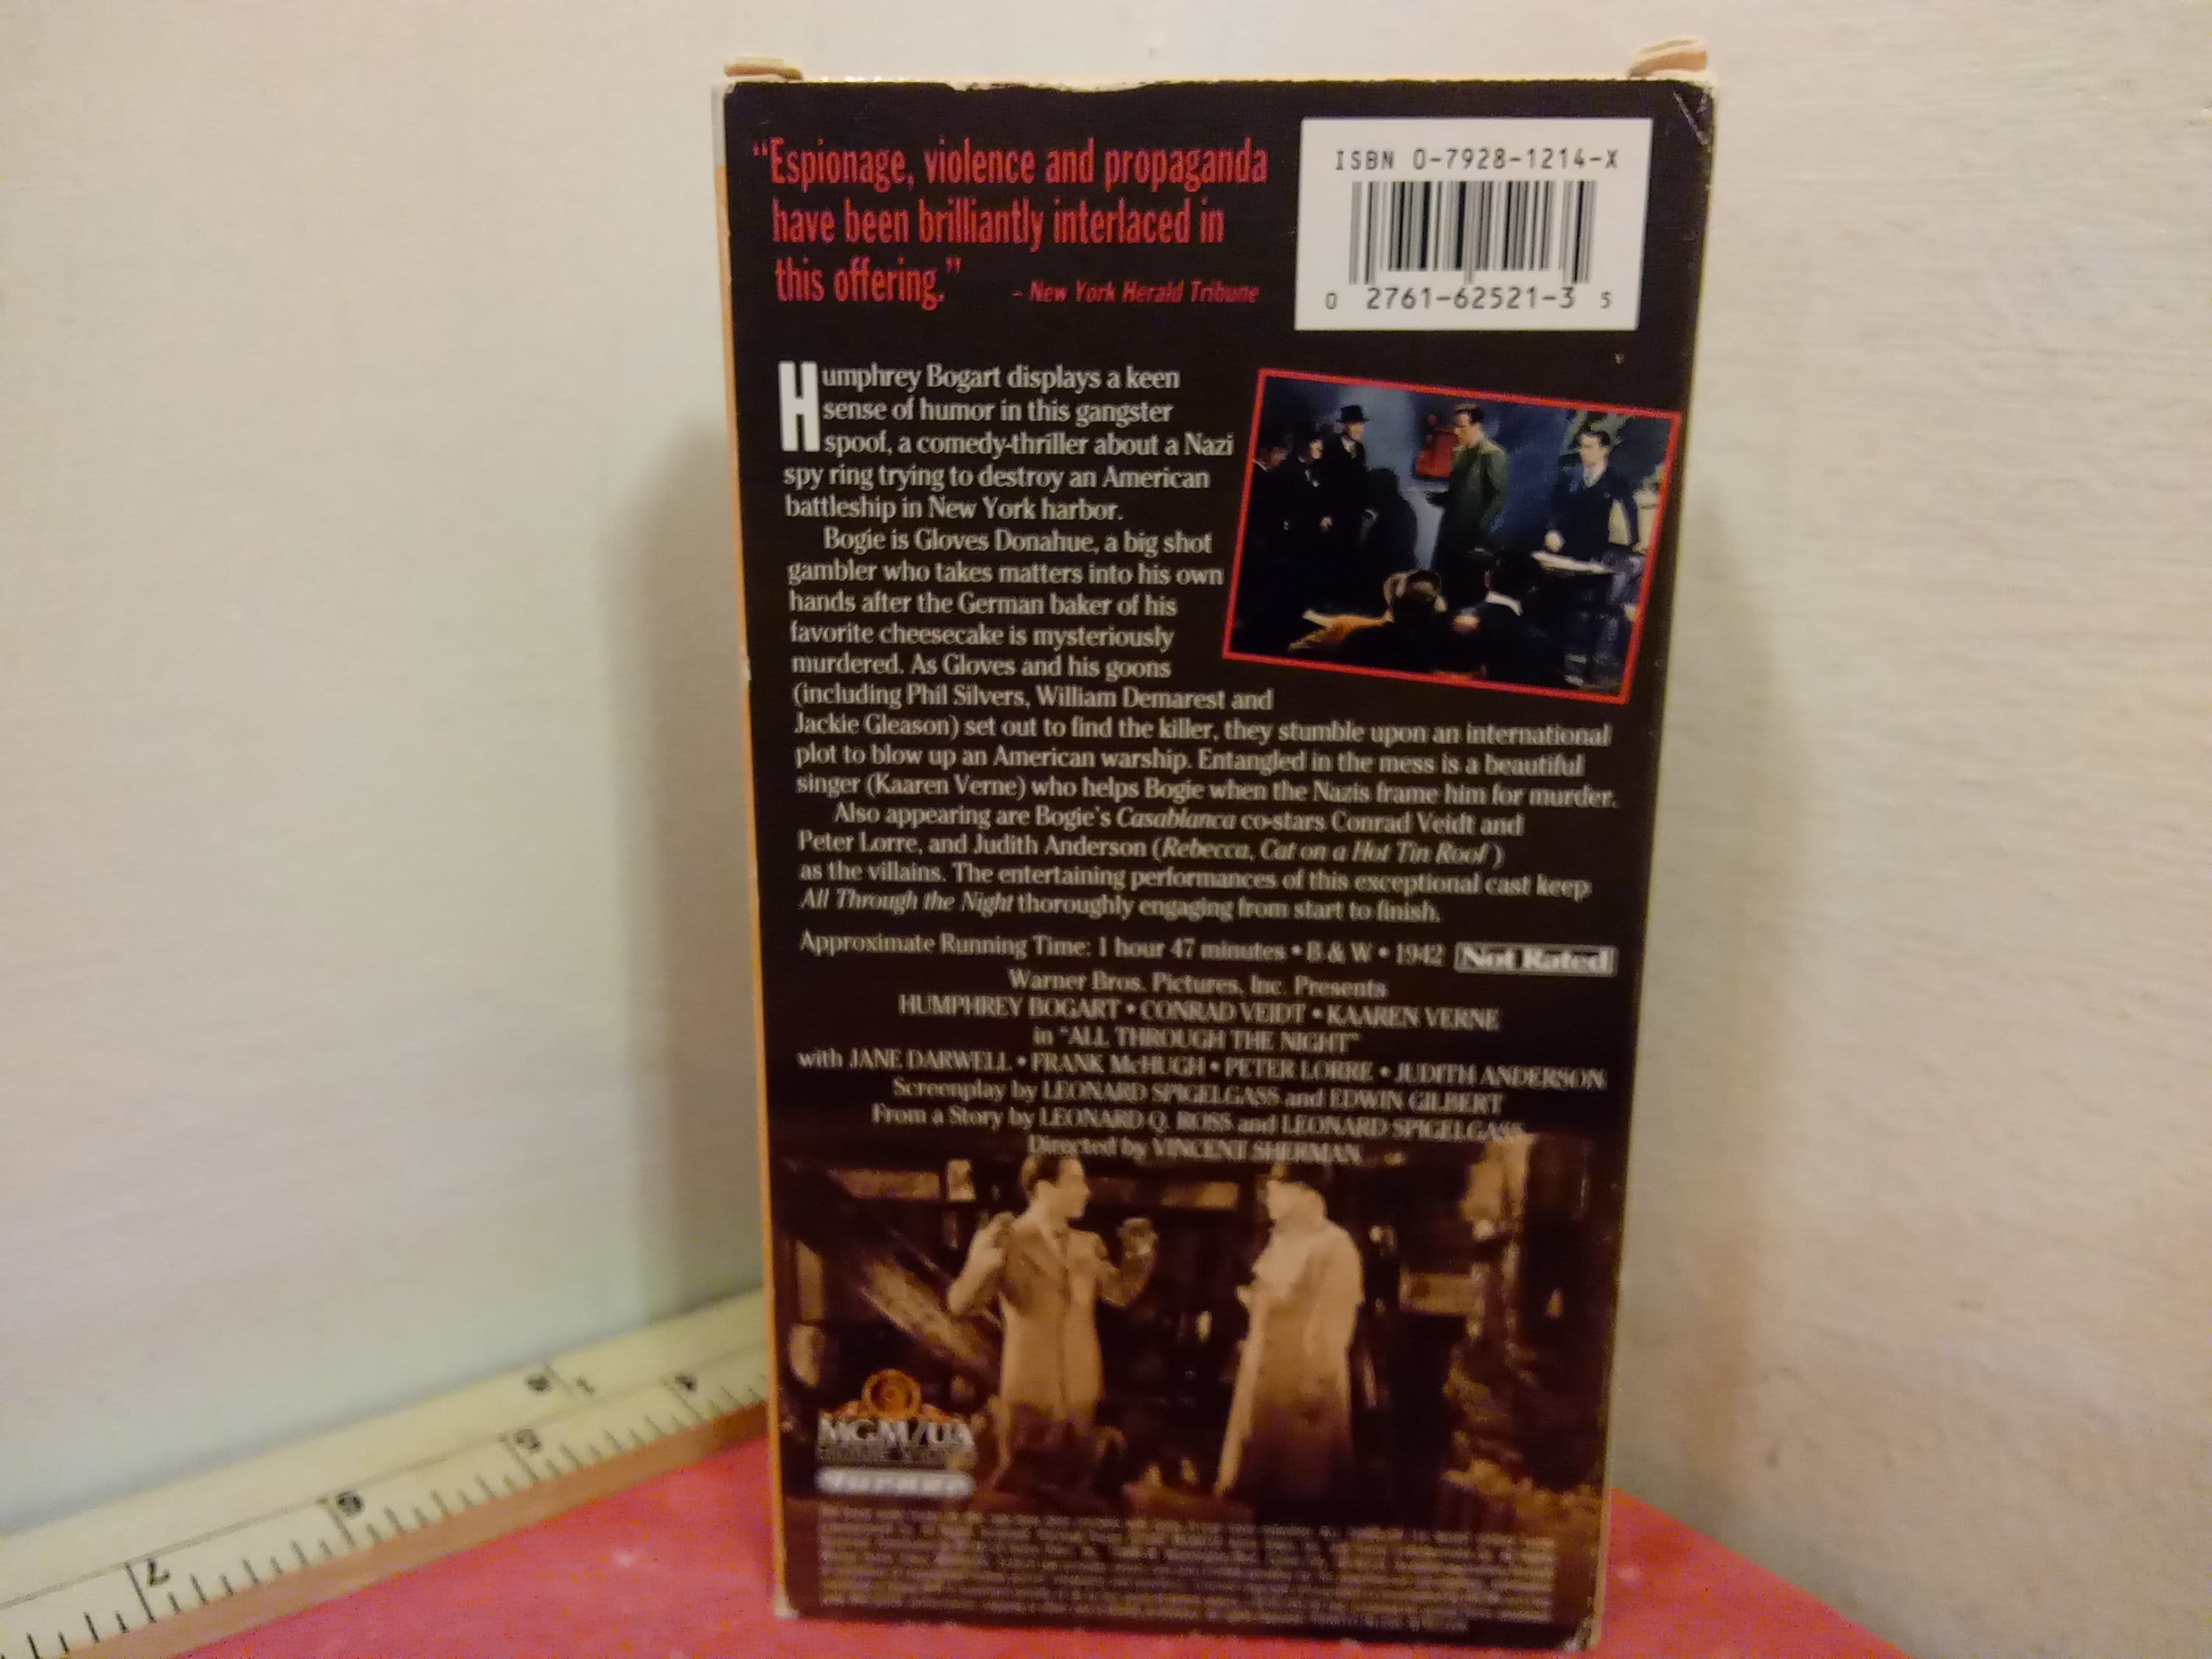 "Espionage, violence and propaganda
have been brilliantly interlaced in
this offering."
- New York Herald Tribune
ISBN 0-7928-1214-X
0 2761-62521-3 5
Humphrey Bogart displays a keen
sense of humor in this gangster
spoof, a comedy-thriller about a Nazi
spy ring trying to destroy an American
battleship in New York harbor.
Bogie is Gloves Donahue, a big shot
gambler who takes matters into his own
hands after the German baker of his
favorite cheesecake is mysteriously
murdered. As Gloves and his goons
(including Phil Silvers, William Demarest and
Jackie Gleason) set out to find the killer, they stumble upon an international
plot to blow up an American warship. Entangled in the mess is a beautiful
singer (Kaaren Verne) who helps Bogie when the Nazis frame him for murder.
Also appearing are Bogie's Casablanca co-stars Conrad Veidt and
Peter Lorre, and Judith Anderson (Rebecca, Cat on a Hot Tin Roof)
as the villains. The entertaining performances of this exceptional cast keep
All Through the Night thoroughly engaging from start to finish.
Approximate Running Time: 1 hour 47 minutes • B & W • 1942 Not Rated
Warner Bros. Pictures, Inc. Presents
HUMPHREY BOGART • CONRAD VEIDT • KAAREN VERNE
in "ALL THROUGH THE NIGHT"
with JANE DARWELL • FRANK McHUGH • PETER LORRE • JUDITH ANDERSON
Screenplay by LEONARD SPIGELGASS and EDWIN GILBERT
From a Story by LEONARD Q. ROSS and LEONARD SPIGELGASS
Directed by VINCENT SHERMAN
MGM/UA
4
5
6
7